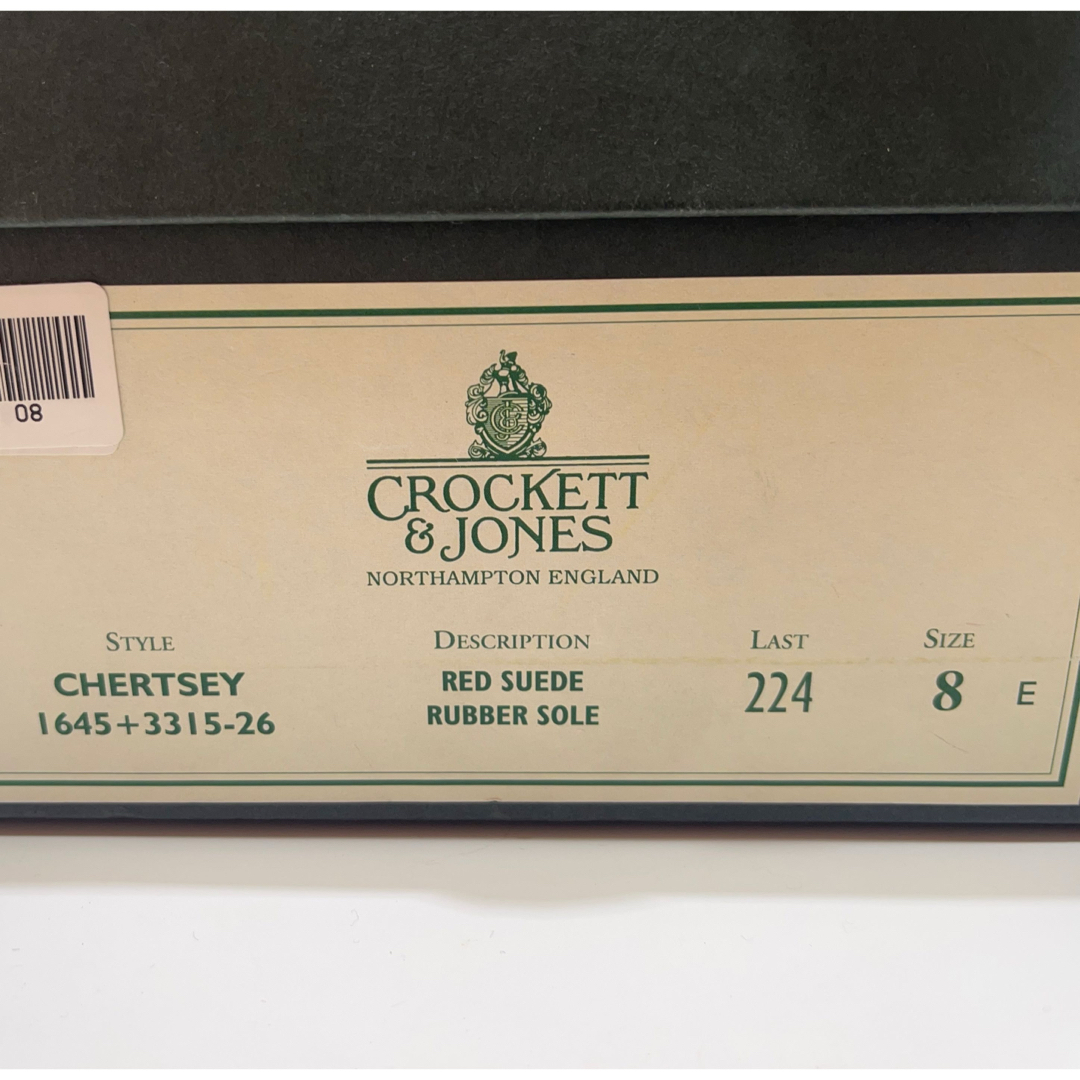 08
CROCKETT
& JONES
NORTHAMPTON ENGLAND
STYLE DESCRIPTION LAST SIZE
CHERTSEY RED SUEDE 224 8 E
1645+3315-26 RUBBER SOLE